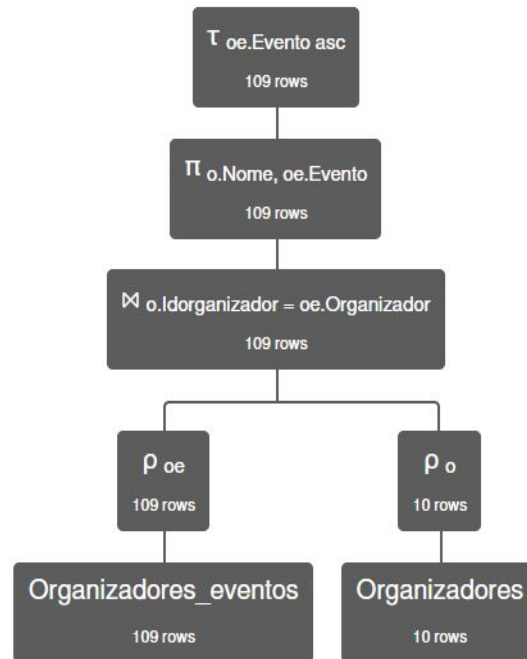 τ oe.Evento asc
109 rows
π o.Nome, oe.Evento
109 rows
⋈ o.Idorganizador = oe.Organizador
109 rows
ρ oe
109 rows
ρ o
10 rows
Organizadores_eventos
109 rows
Organizadores
10 rows